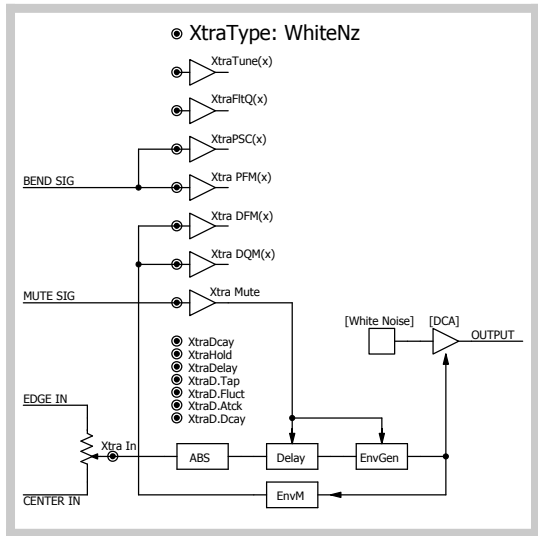 XtraType: WhiteNz
XtraTune(x)
XtraFltQ(x)
XtraPSC(x)
BEND SIG
Xtra PFM(x)
Xtra DFM(x)
Xtra DQM(x)
MUTE SIG
Xtra Mute
[White Noise]
[DCA]
OUTPUT
XtraDcay
XtraHold
XtraDelay
XtraD.Tap
XtraD.Fluct
XtraD.Atck
XtraD.Dcay
EDGE IN
Xtra In
ABS
Delay
EnvGen
CENTER IN
EnvM